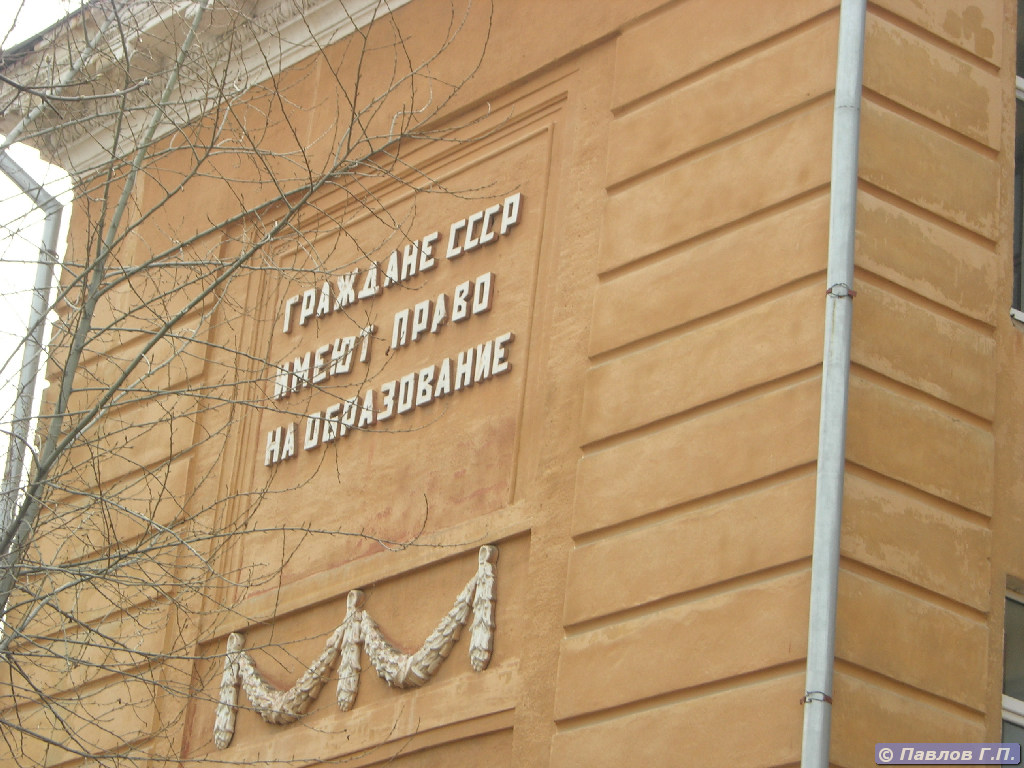 ГРАЖДАНЕ СССР
ИМЕЮТ ПРАВО
НА ОБРАЗОВАНИЕ
© Павлов Г.П.